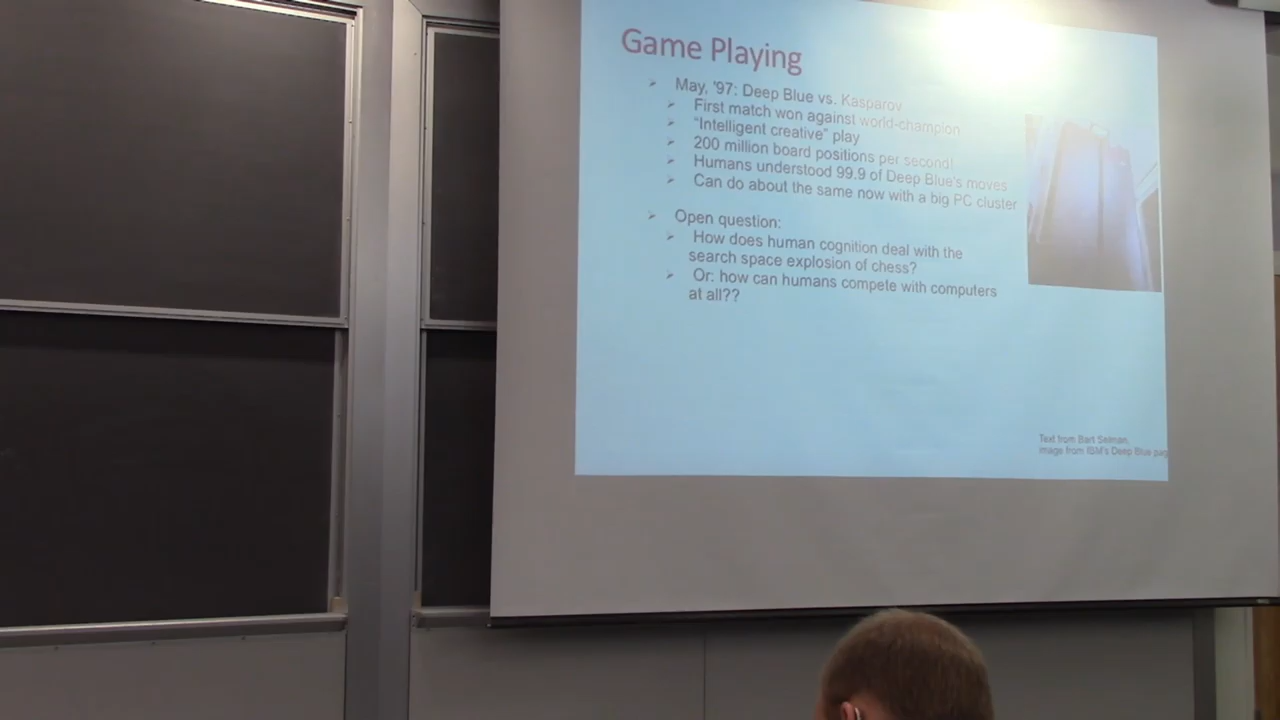 Game Playing
➢ May, '97: Deep Blue vs. Kasparov
➢ First match won against world-champion
➢ "Intelligent creative" play
➢ 200 million board positions per second!
➢ Humans understood 99.9 of Deep Blue's moves
➢ Can do about the same now with a big PC cluster
➢ Open question:
➢ How does human cognition deal with the
search space explosion of chess?
➢ Or: how can humans compete with computers
at all??
Text from Bart Selman,
image from IBM's Deep Blue pag